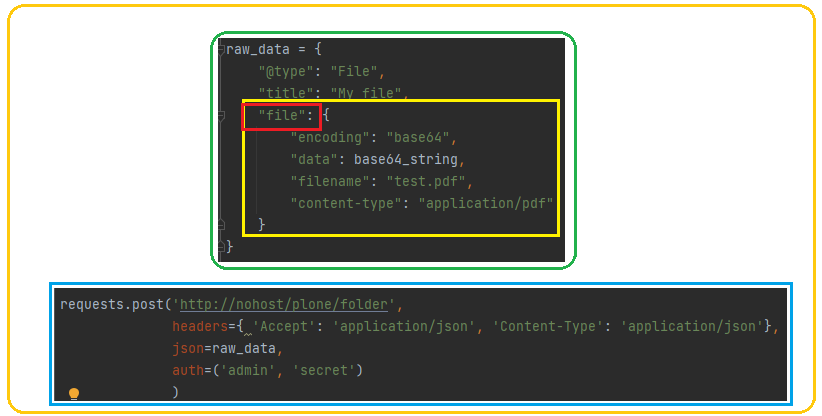 raw_data = {
"@type": "File",
"title": "My file",
"file": {
"encoding": "base64",
"data": base64_string,
"filename": "test.pdf",
"content-type": "application/pdf"
}
}
requests.post('http://nohost/plone/folder',
headers={ 'Accept': 'application/json', 'Content-Type': 'application/json'},
json=raw_data,
auth=('admin', 'secret')
)